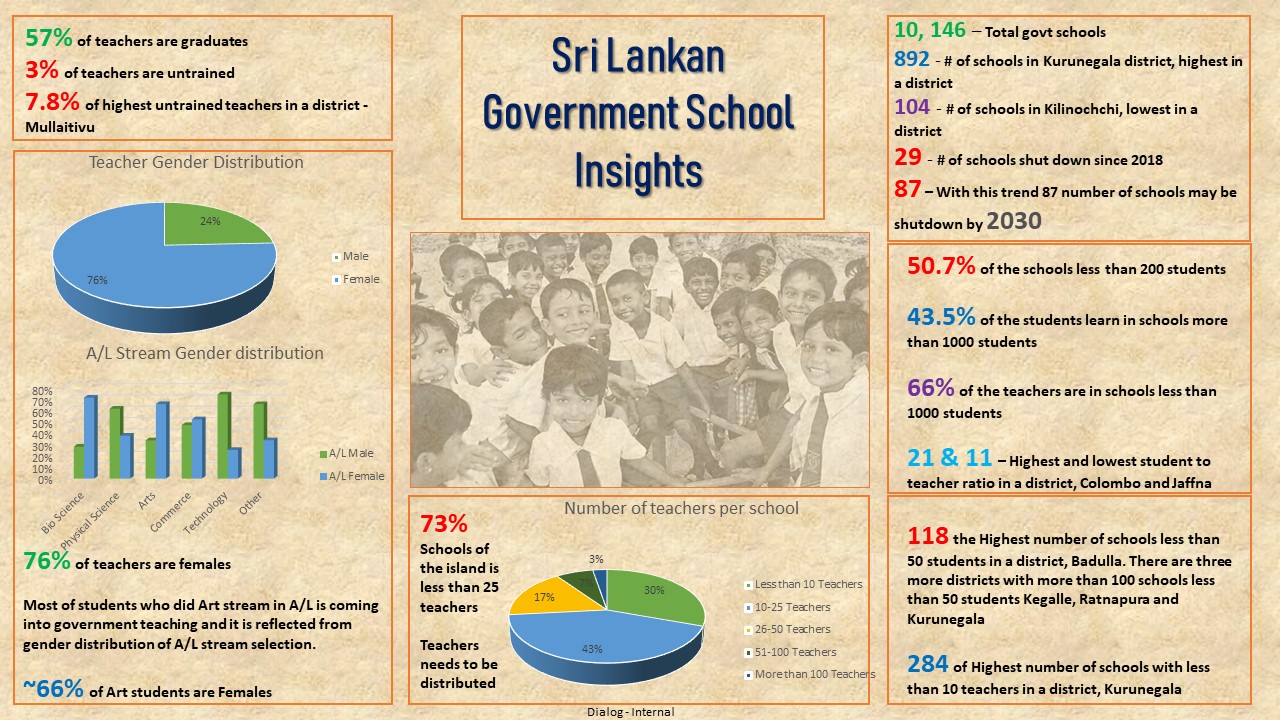 57% of teachers are graduates
3% of teachers are untrained
7.8% of highest untrained teachers in a district -
Mullaitivu
Teacher Gender Distribution
24%
76%
Male
Female
A/L Stream Gender distribution
80%
70%
60%
50%
40%
30%
20%
10%
0%
Bio Science
Physical Science
Arts
Commerce
Technology
Other
A/L Male
A/L Female
76% of teachers are females
Most of students who did Art stream in A/L is coming
into government teaching and it is reflected from
gender distribution of A/L stream selection.
~66% of Art students are Females
Sri Lankan
Government School
Insights
73%
Schools of
the island is
less than 25
teachers
Teachers
needs to be
distributed
Number of teachers per school
3%
7%
30%
17%
43%
Less than 10 Teachers
10-25 Teachers
26-50 Teachers
51-100 Teachers
More than 100 Teachers
Dialog - Internal
10, 146 – Total govt schools
892 - # of schools in Kurunegala district, highest in
a district
104 - # of schools in Kilinochchi, lowest in a
district
29 - # of schools shut down since 2018
87 – With this trend 87 number of schools may be
shutdown by 2030
50.7% of the schools less than 200 students
43.5% of the students learn in schools more
than 1000 students
66% of the teachers are in schools less than
1000 students
21 & 11 – Highest and lowest student to
teacher ratio in a district, Colombo and Jaffna
118 the Highest number of schools less than
50 students in a district, Badulla. There are three
more districts with more than 100 schools less
than 50 students Kegalle, Ratnapura and
Kurunegala
284 of Highest number of schools with less
than 10 teachers in a district, Kurunegala